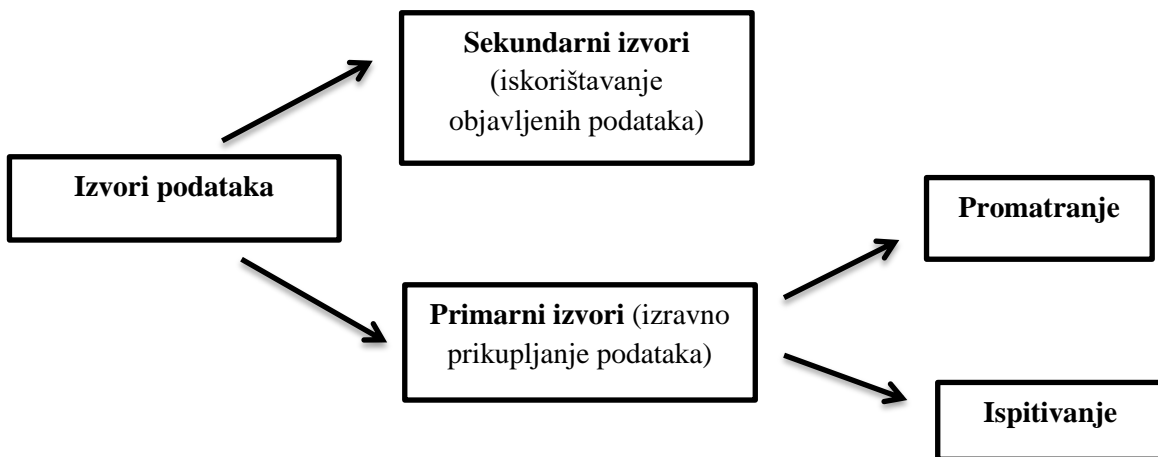 Sekundarni izvori
(iskorištavanje
objavljenih podataka)
Izvori podataka
Promatranje
Primarni izvori (izravno
prikupljanje podataka)
Ispitivanje